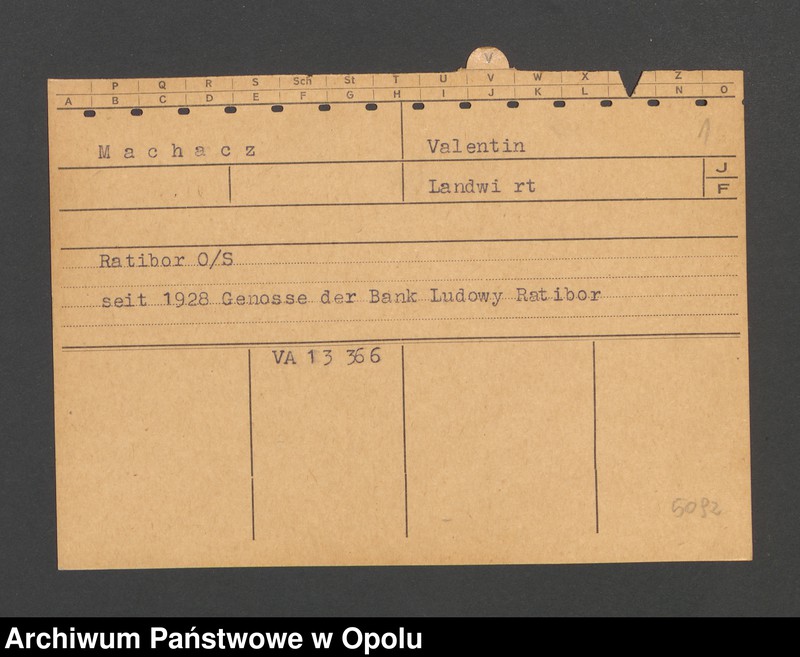 V
P Q R S Sch St T U V W X Z
A B C D E F G H I J K L N O
1
Machacz Valentin
Landwi rt J
F
Ratibor O/S
seit 1928 Genosse der Bank Ludowy Ratibor
VA 13 366
5092
Archiwum Państwowe w Opolu